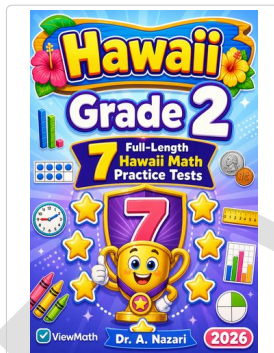 Hawaii
Grade 2
7 Full-Length
Hawaii Math
Practice Tests
7
ViewMath
Dr. A. Nazari
2026